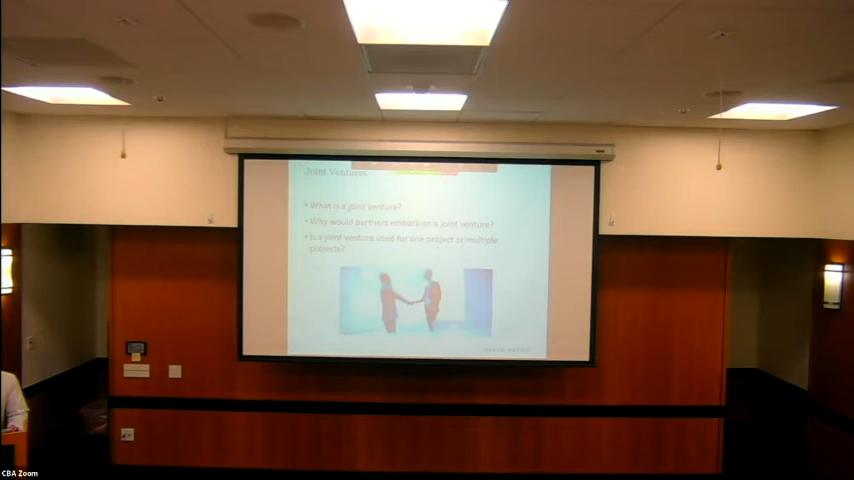 Joint Ventures
• What is a joint venture?
• Why would partners embark on a joint venture?
• Is a joint venture used for one project or multiple
projects?
CBA Zoom